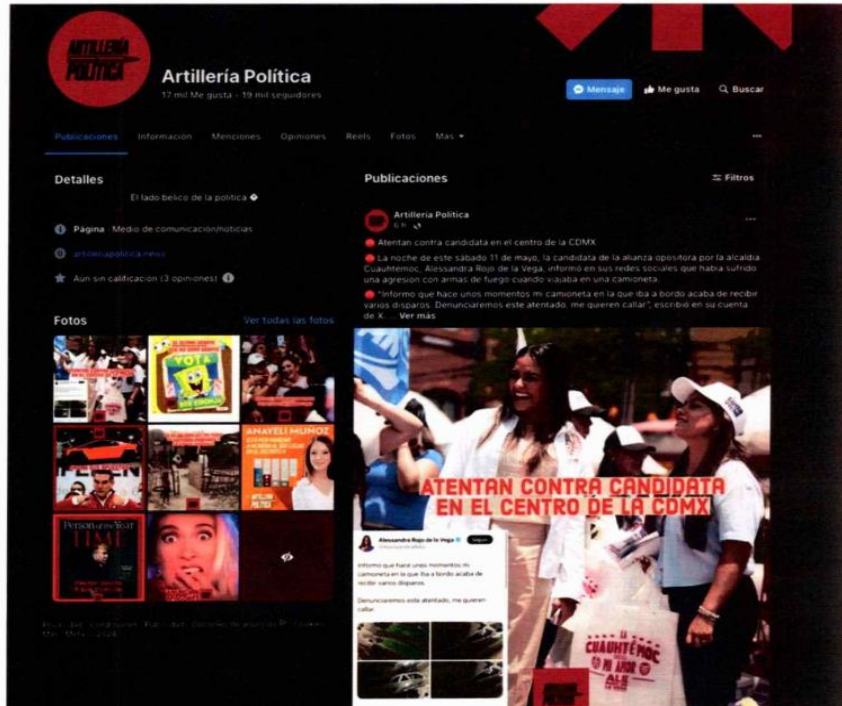 ARTILLERÍA
POLÍTICA
Artillería Política
17 mil Me gusta • 19 mil seguidores
Mensaje
Me gusta
Buscar
Publicaciones
Información
Menciones
Opiniones
Reels
Fotos
Más
Detalles
El lado bélico de la política
Página · Medio de comunicación/noticias
artilleriapolitica.news
Aún sin calificación (3 opiniones)
Fotos
Ver todas las fotos
VOTA
ANAYELI MUÑOZ
Person of the Year
TIME
Publicaciones
Filtros
Artillería Política
6 h
Atentan contra candidata en el centro de la CDMX
La noche de este sábado 11 de mayo, la candidata de la alianza opositora por la alcaldía
Cuauhtémoc, Alessandra Rojo de la Vega, informó en sus redes sociales que había sufrido
una agresión con armas de fuego cuando viajaba en una camioneta.
"Informo que hace unos momentos mi camioneta en la que iba a bordo acaba de recibir
varios disparos. Denunciaremos este atentado, me quieren callar", escribió en su cuenta
de X.... Ver más
ATENTAN CONTRA CANDIDATA
EN EL CENTRO DE LA CDMX
Alessandra Rojo de la Vega
Seguir
Informo que hace unos momentos mi
camioneta en la que iba a bordo acaba de
recibir varios disparos.
Denunciaremos este atentado, me quieren
callar.
LA
CUAUHTÉMOC
MI AMOR
ALE